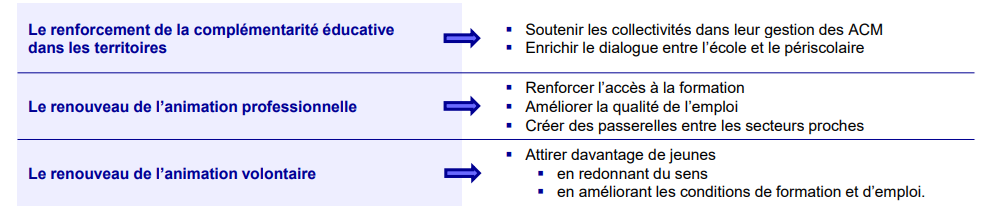 Le renforcement de la complémentarité éducative
dans les territoires
Soutenir les collectivités dans leur gestion des ACM
Enrichir le dialogue entre l’école et le périscolaire
Le renouveau de l’animation professionnelle
Renforcer l’accès à la formation
Améliorer la qualité de l’emploi
Créer des passerelles entre les secteurs proches
Le renouveau de l’animation volontaire
Attirer davantage de jeunes
en redonnant du sens
en améliorant les conditions de formation et d’emploi.